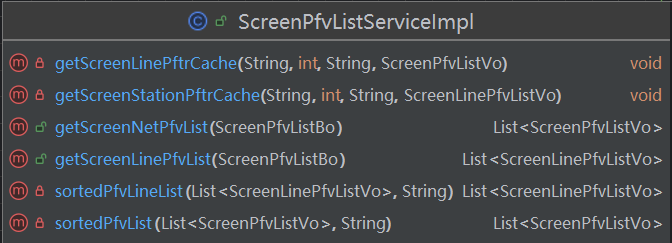 ScreenPfvListServiceImpl
getScreenLinePftrCache(String, int, String, ScreenPfvListVo) void
getScreenStationPftrCache(String, int, String, ScreenLinePfvListVo) void
getScreenNetPfvList(ScreenPfvListBo) List<ScreenPfvListVo>
getScreenLinePfvList(ScreenPfvListBo) List<ScreenLinePfvListVo>
sortedPfvLineList(List<ScreenLinePfvListVo>, String) List<ScreenLinePfvListVo>
sortedPfvList(List<ScreenPfvListVo>, String) List<ScreenPfvListVo>